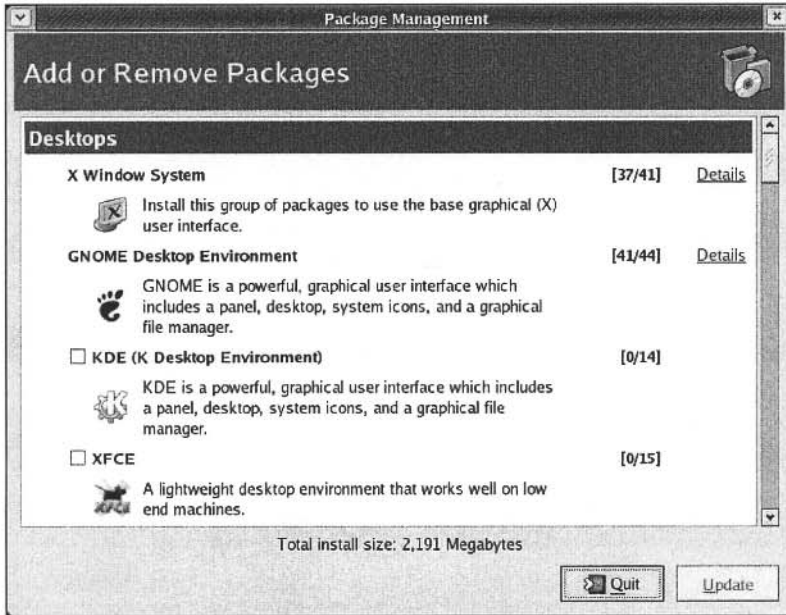 Package Management
Add or Remove Packages
Desktops
X Window System [37/41] Details
Install this group of packages to use the base graphical (X)
user interface.
GNOME Desktop Environment [41/44] Details
GNOME is a powerful, graphical user interface which
includes a panel, desktop, system icons, and a graphical
file manager.
KDE (K Desktop Environment) [0/14]
KDE is a powerful, graphical user interface which includes
a panel, desktop, system icons, and a graphical file
manager.
XFCE [0/15]
XFCE
A lightweight desktop environment that works well on low
end machines.
Total install size: 2,191 Megabytes
Quit Update